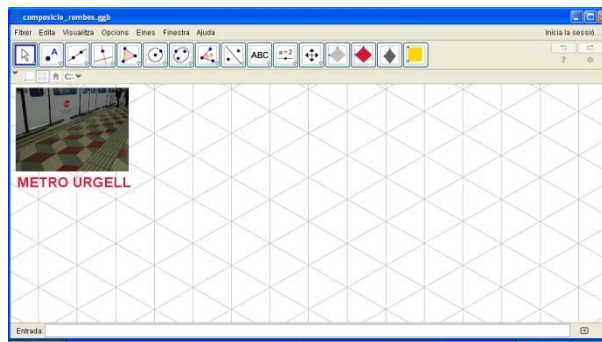 composicio_rombes.ggb
Fitxer Edita Visualitza Opcions Eines Finestra Ajuda
Inicia la sessió...
A
ABC
a=2
?
METRO URGELL
Entrada: